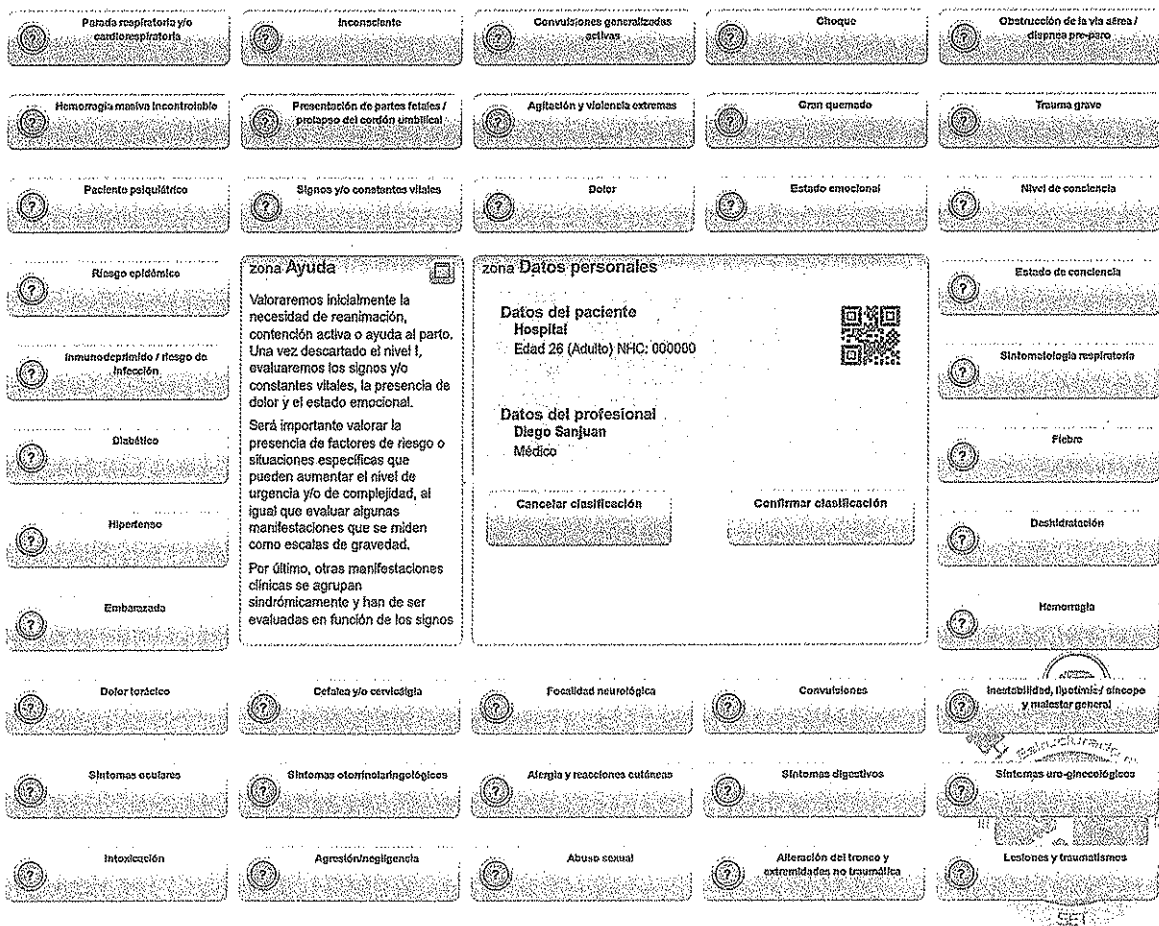 Parada respiratoria y/o
cardiorespiratoria
Inconsciente
Convulsiones generalizadas
activas
Choque
Obstrucción de la vía aérea /
dispnea pre-paro
Hemorragia masiva incontrolable
Presentación de partes fetales /
prolapso del cordón umbilical
Agitación y violencia extremas
Gran quemado
Trauma grave
Paciente psiquiátrico
Signos y/o constantes vitales
Dolor
Estado emocional
Nivel de conciencia
Riesgo epidémico
Inmunodeprimido / riesgo de
infección
Diabético
Hipertenso
Embarazada
zona Ayuda
Valoraremos inicialmente la
necesidad de reanimación,
contención activa o ayuda al parto.
Una vez descartado el nivel I,
evaluaremos los signos y/o
constantes vitales, la presencia de
dolor y el estado emocional.
Será importante valorar la
presencia de factores de riesgo o
situaciones específicas que
pueden aumentar el nivel de
urgencia y/o de complejidad, al
igual que evaluar algunas
manifestaciones que se miden
como escalas de gravedad.
Por último, otras manifestaciones
clínicas se agrupan
sindrómicamente y han de ser
evaluadas en función de los signos
zona Datos personales
Datos del paciente
Hospital
Edad 26 (Adulto) NHC: 000000
Datos del profesional
Diego Sanjuan
Médico
Cancelar clasificación
Confirmar clasificación
Estado de conciencia
Sintomatología respiratoria
Fiebre
Deshidratación
Hemorragia
Dolor torácico
Cefalea y/o cervicálgia
Focalidad neurológica
Convulsiones
Inestabilidad, lipotimia / síncope
y malestar general
Síntomas oculares
Síntomas otorrinolaringológicos
Alergia y reacciones cutáneas
Síntomas digestivos
Síntomas uro-ginecológicos
Intoxicación
Agresión/negligencia
Abuso sexual
Alteración del tronco y
extremidades no traumática
Lesiones y traumatismos
Estructurado
SET